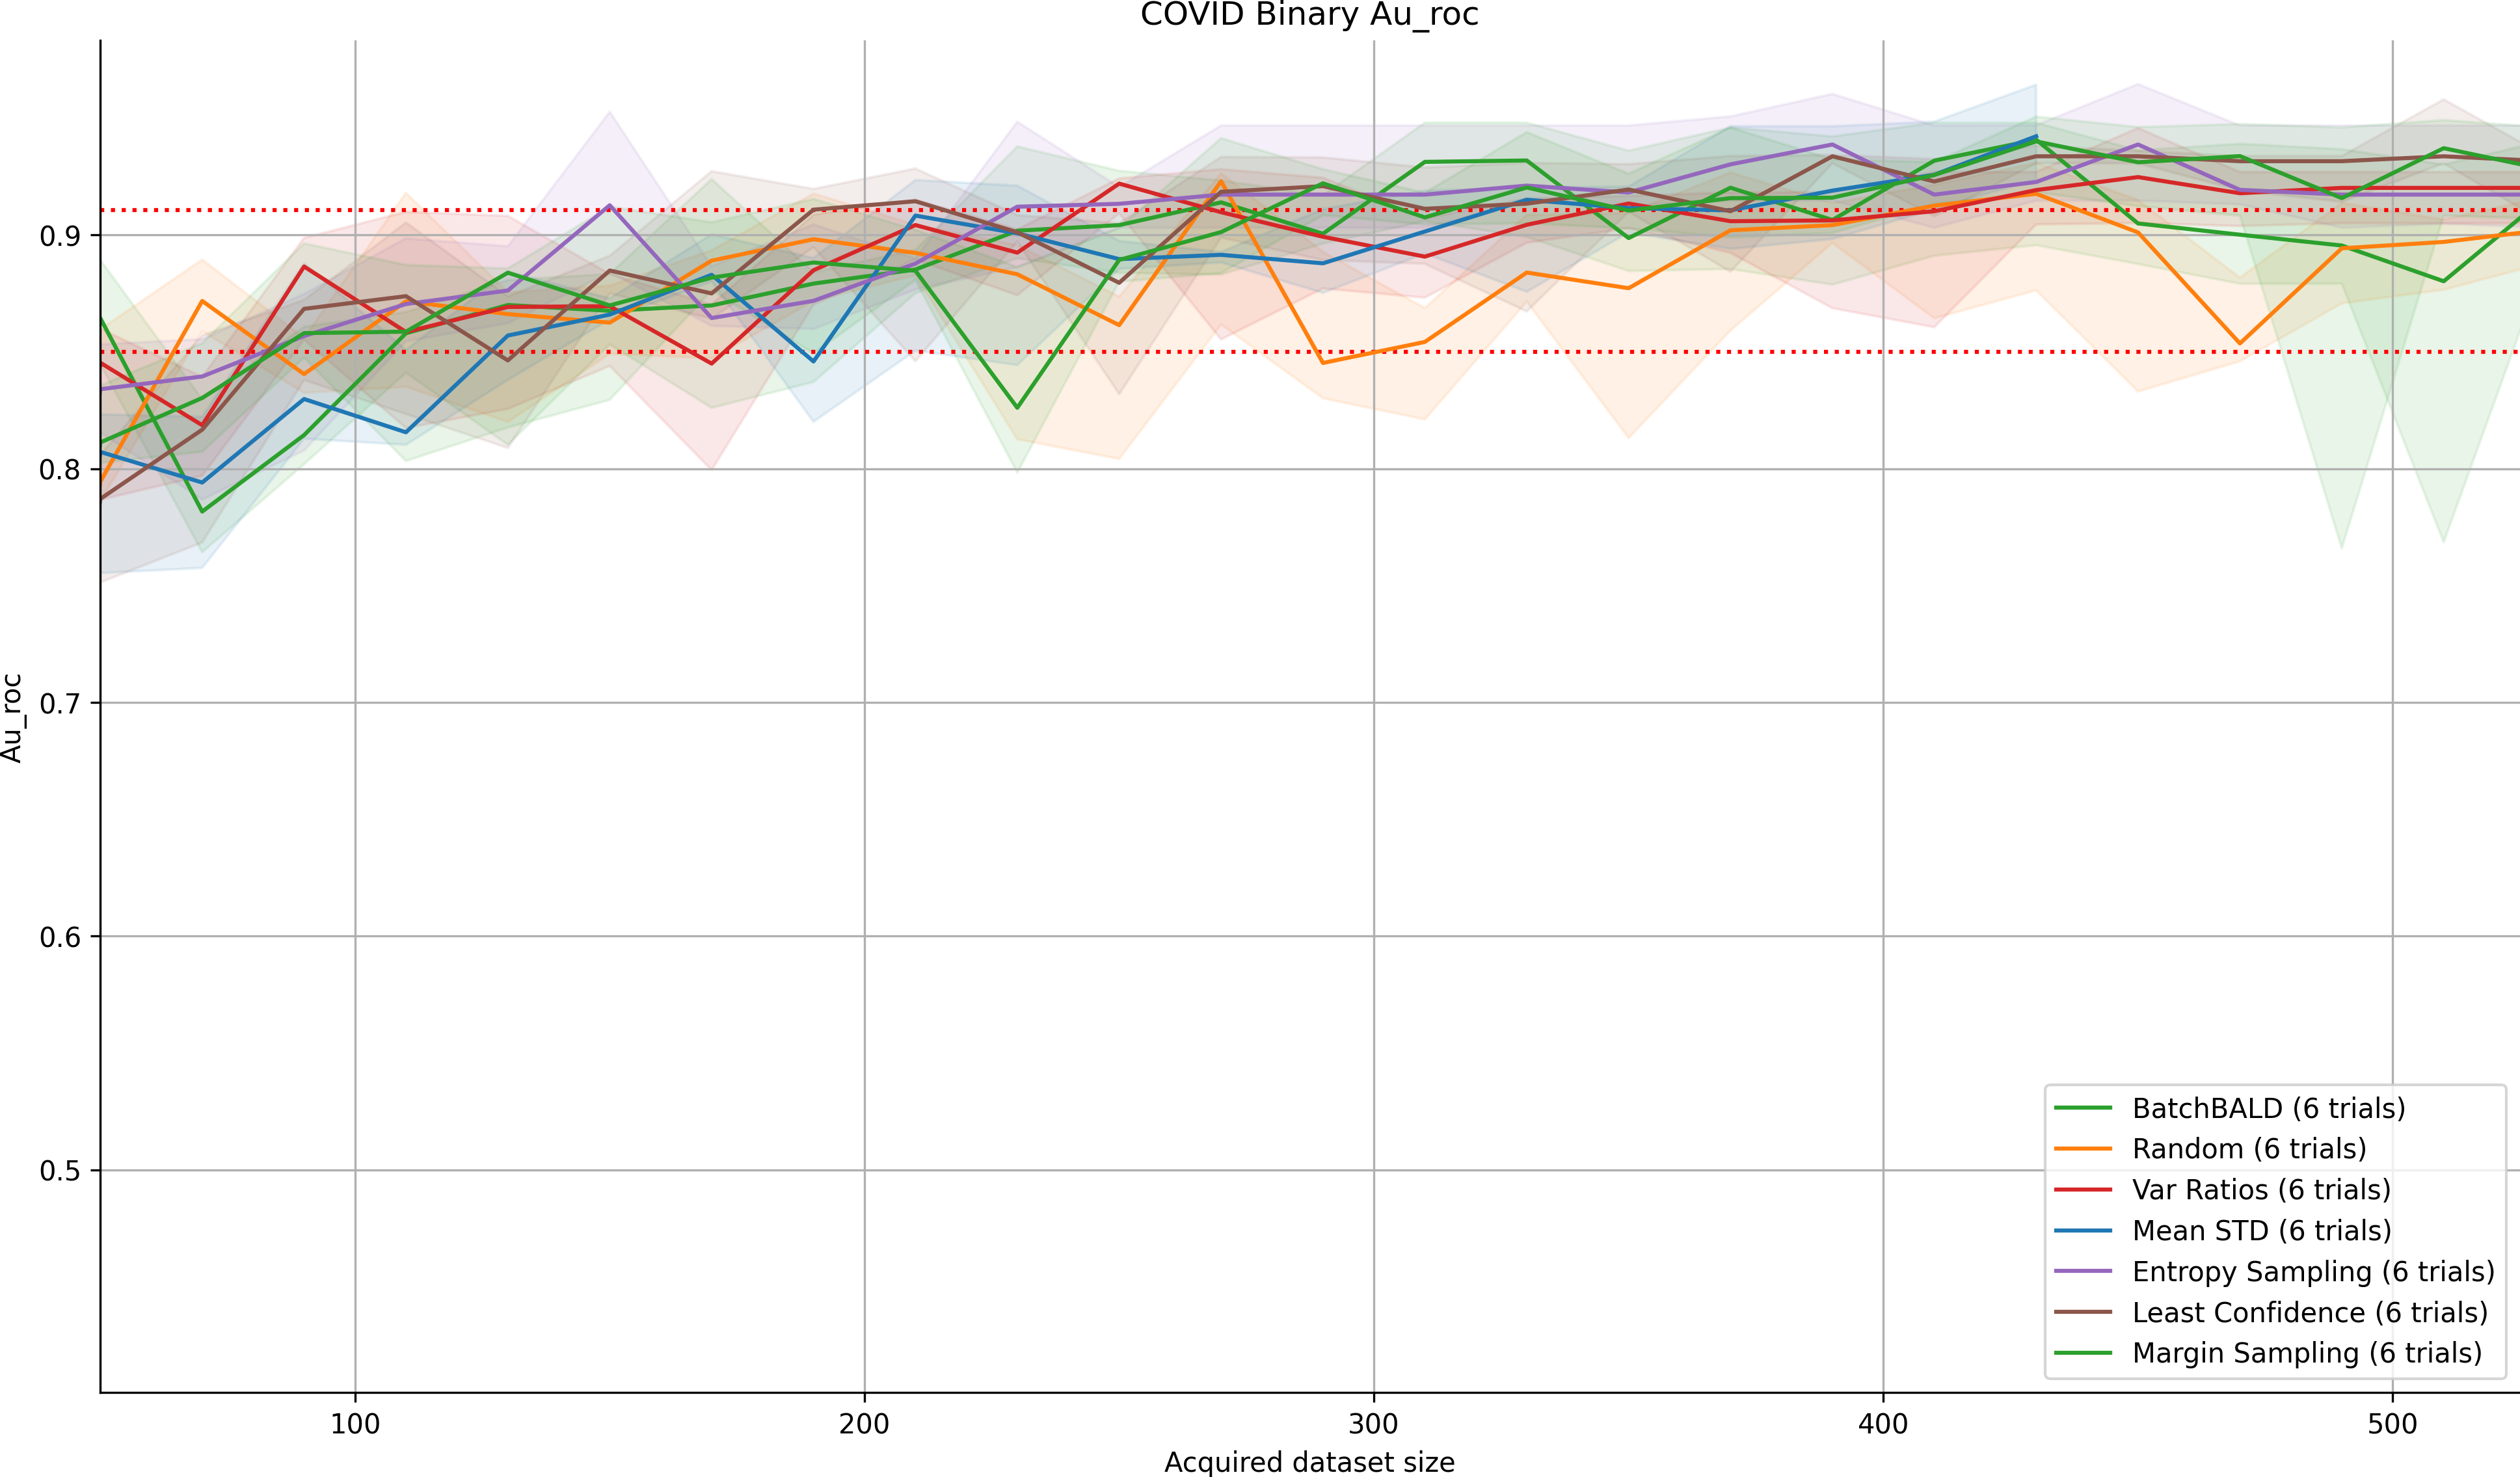 COVID Binary Au_roc
Au_roc
0.9
0.8
0.7
0.6
0.5
100
200
300
400
500
Acquired dataset size
BatchBALD (6 trials)
Random (6 trials)
Var Ratios (6 trials)
Mean STD (6 trials)
Entropy Sampling (6 trials)
Least Confidence (6 trials)
Margin Sampling (6 trials)